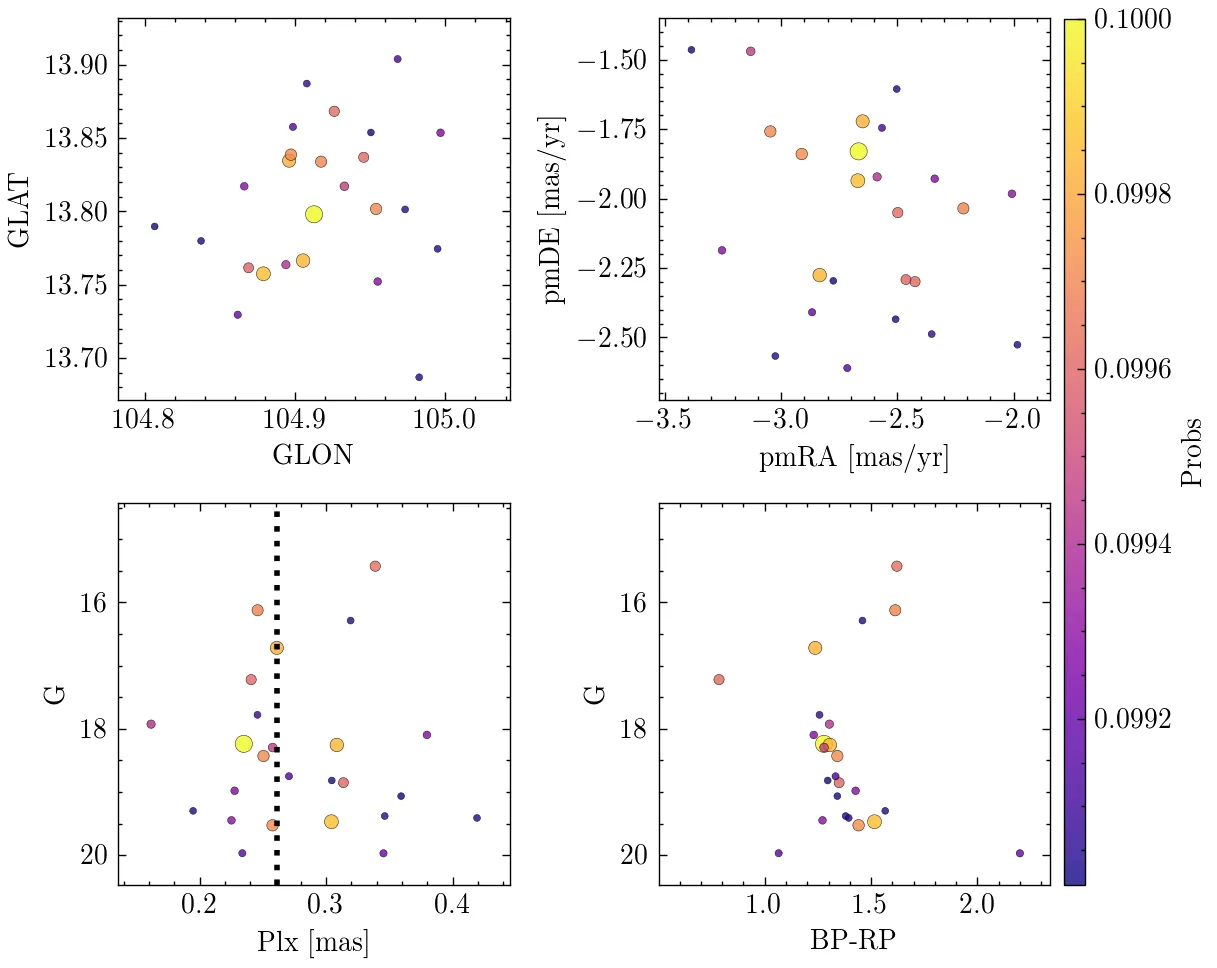 13.90
13.85
13.80
13.75
13.70
GLAT
104.8 104.9 105.0
GLON
−1.50
−1.75
−2.00
−2.25
−2.50
pmDE [mas/yr]
−3.5 −3.0 −2.5 −2.0
pmRA [mas/yr]
0.1000
0.0998
0.0996
0.0994
0.0992
Probs
16
18
20
G
0.2 0.3 0.4
Plx [mas]
16
18
20
G
1.0 1.5 2.0
BP-RP